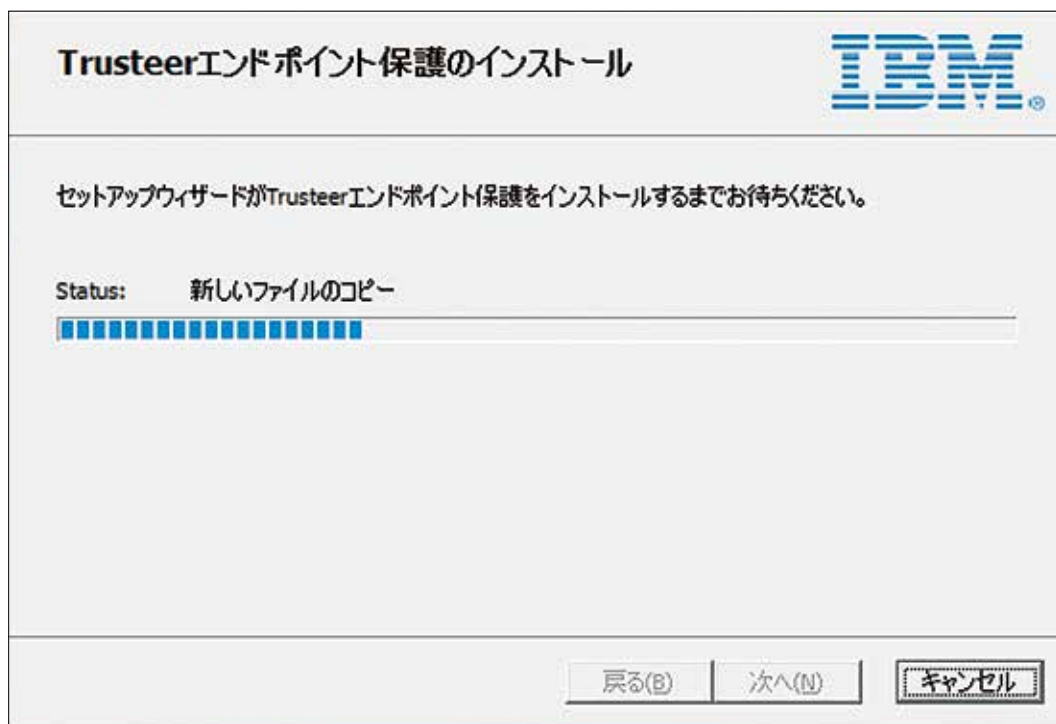 Trusteerエンドポイント保護のインストール
IBM®
セットアップウィザードがTrusteerエンドポイント保護をインストールするまでお待ちください。
Status: 新しいファイルのコピー
戻る(B) 次へ(N) キャンセル